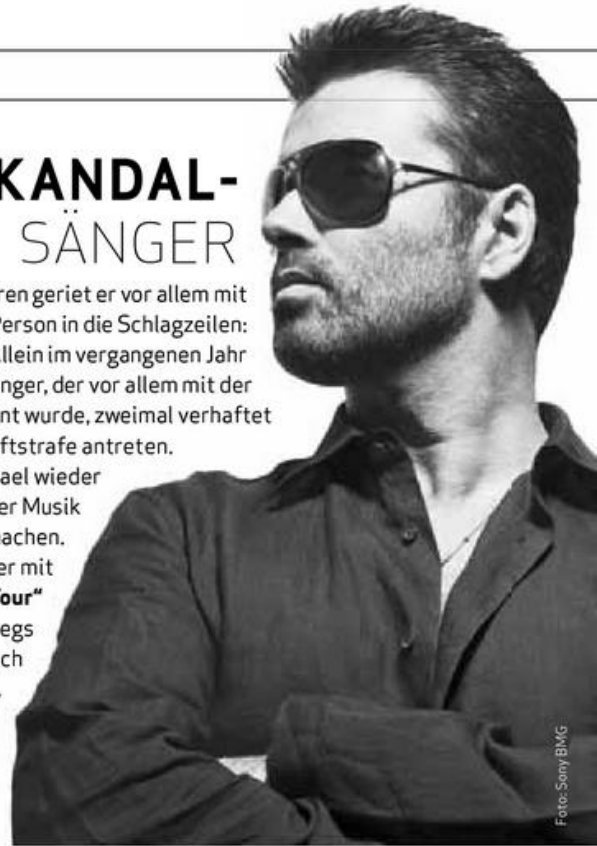 KANDAL-
SÄNGER
ren geriet er vor allem mit
Person in die Schlagzeilen:
llein im vergangenen Jahr
nger, der vor allem mit der
nt wurde, zweimal verhaftet
ftstrafe antreten.
ael wieder
er Musik
achen.
er mit
our“
egs
ch
Foto: Sony BMG